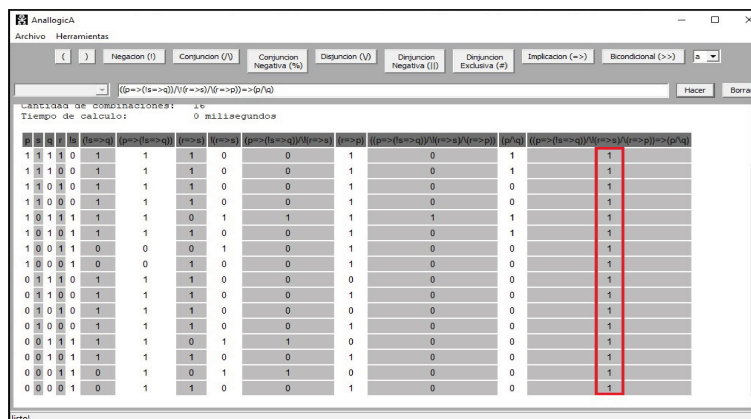 AnallogicA
Archivo Herramientas
( ) Negacion (!) Conjuncion (/\) Conjuncion Negativa (%) Disjuncion (\/) Dinjuncion Negativa (||) Dinjuncion Exclusiva (#) Implicacion (=>) Bicondicional (>>) a
((p=>(!s=>q))/\!(r=>s)/\(r=>p))=>(p/\q) Hacer Borra
Cantidad de combinaciones: 16
Tiempo de calculo: 0 milisegundos
p s q r !s (!s=>q) (p=>(!s=>q)) (r=>s) !(r=>s) (p=>(!s=>q))/\!(r=>s) (r=>p) ((p=>(!s=>q))/\!(r=>s)/\(r=>p)) (p/\q) ((p=>(!s=>q))/\!(r=>s)/\(r=>p))=>(p/\q)
1 1 1 1 0 1 1 1 0 0 1 0 1 1
1 1 1 0 0 1 1 1 0 0 1 0 1 1
1 1 0 1 0 1 1 1 0 0 1 0 0 1
1 1 0 0 0 1 1 1 0 0 1 0 0 1
1 0 1 1 1 1 1 0 1 1 1 1 1 1
1 0 1 0 1 1 1 1 0 0 1 0 1 1
1 0 0 1 1 0 0 0 1 0 1 0 0 1
1 0 0 0 1 0 0 1 0 0 1 0 0 1
0 1 1 1 0 1 1 1 0 0 0 0 0 1
0 1 1 0 0 1 1 1 0 0 1 0 0 1
0 1 0 1 0 1 1 1 0 0 0 0 0 1
0 1 0 0 0 1 1 1 0 0 1 0 0 1
0 0 1 1 1 1 1 0 1 1 0 0 0 1
0 0 1 0 1 1 1 1 0 0 1 0 0 1
0 0 0 1 1 0 1 0 1 1 0 0 0 1
0 0 0 0 1 0 1 1 0 0 1 0 0 1